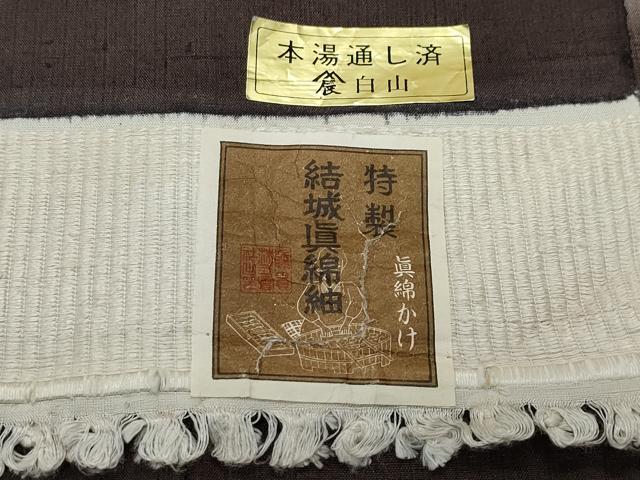 本湯通し済
白山
特製
結城眞綿紬
眞綿かけ